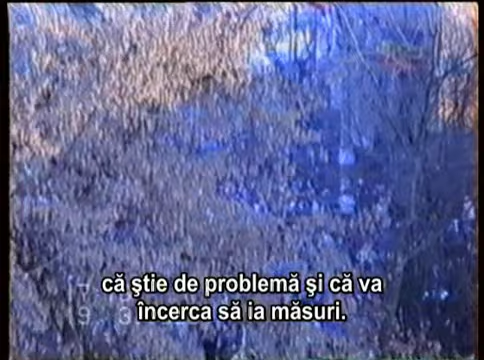 că ştie de problemă şi că va
încerca să ia măsuri.